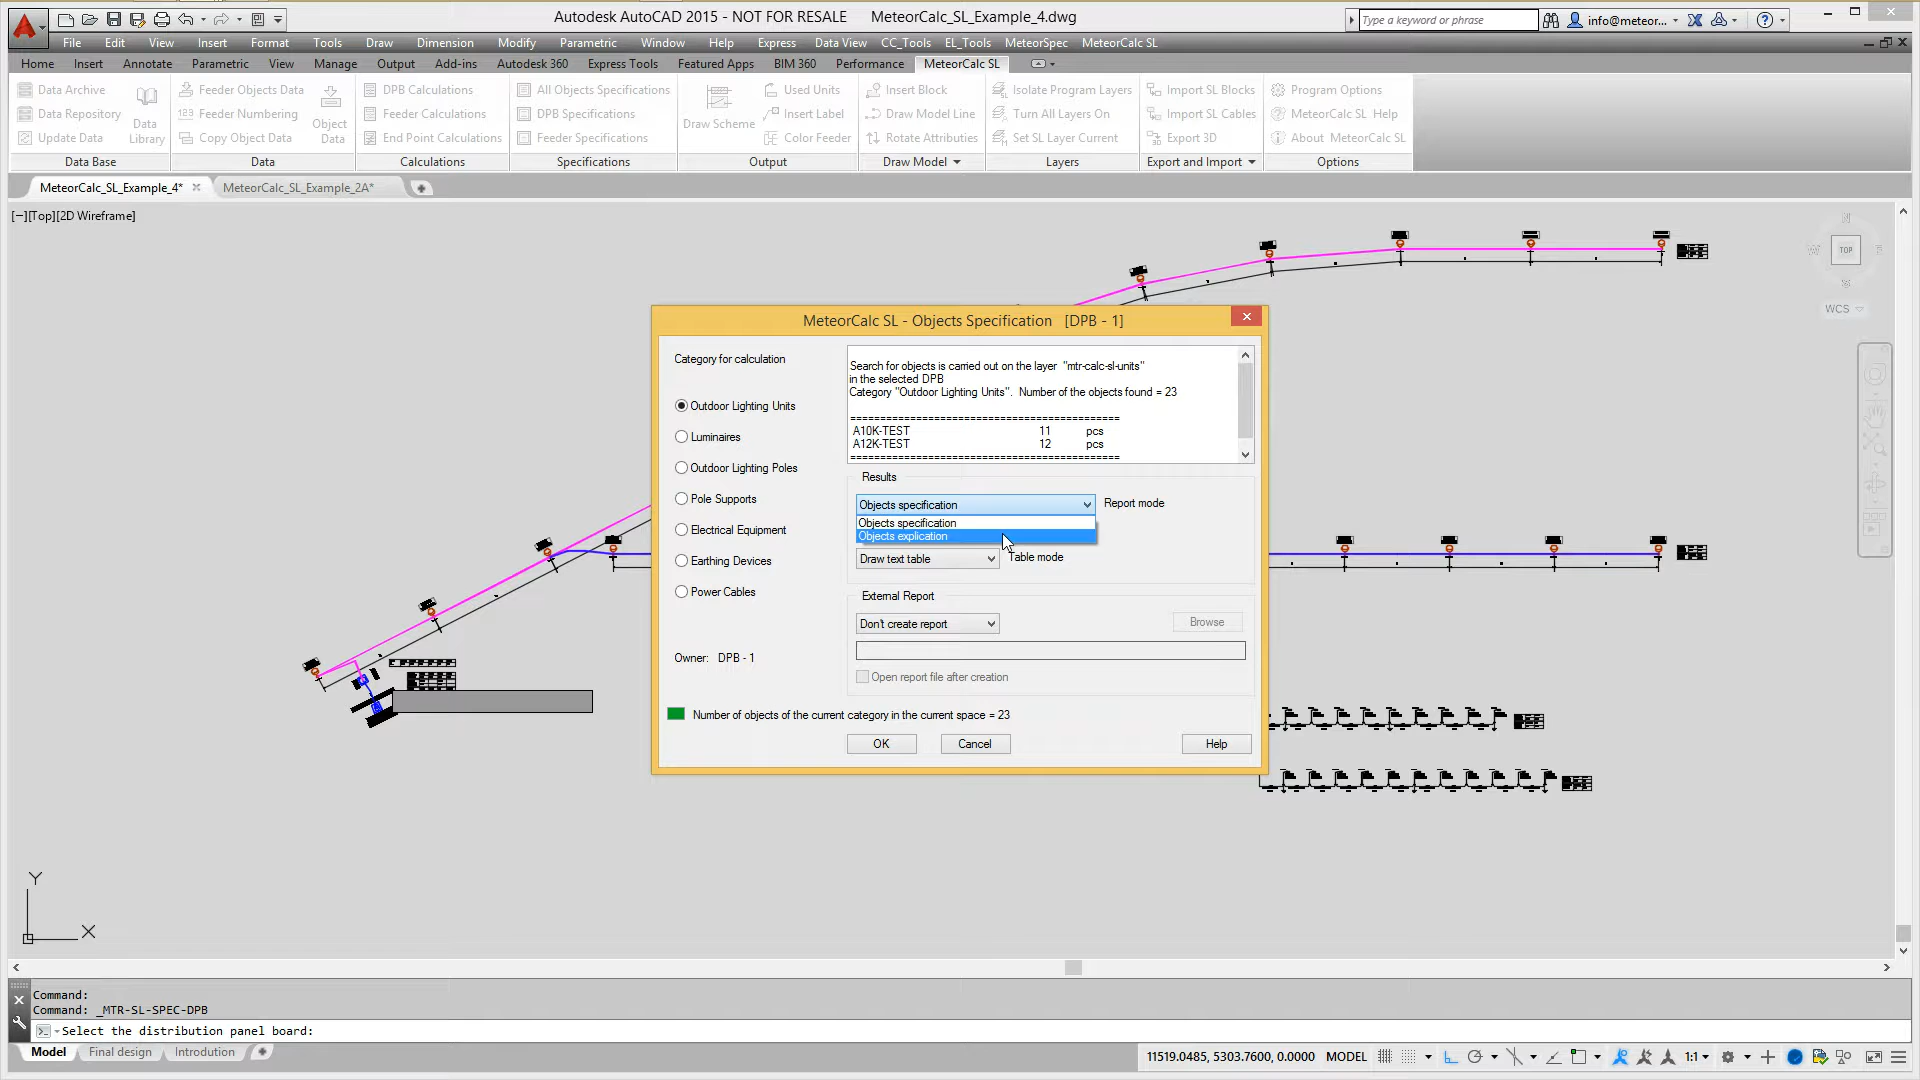 Autodesk AutoCAD 2015 - NOT FOR RESALE MeteorCalc_SL_Example_4.dwg
Type a keyword or phrase
info@meteor...
File Edit View Insert Format Tools Draw Dimension Modify Parametric Window Help Express Data View CC_Tools EL_Tools MeteorSpec MeteorCalc SL
Home Insert Annotate Parametric View Manage Output Add-ins Autodesk 360 Express Tools Featured Apps BIM 360 Performance MeteorCalc SL
Data Archive
Data Repository
Update Data
Data
Library
Data Base
Feeder Objects Data
123 Feeder Numbering
Copy Object Data
Object
Data
Data
DPB Calculations
Feeder Calculations
End Point Calculations
Calculations
All Objects Specifications
DPB Specifications
Feeder Specifications
Specifications
Draw Scheme
Used Units
Insert Label
Color Feeder
Output
Insert Block
Draw Model Line
Rotate Attributes
Draw Model
Isolate Program Layers
Turn All Layers On
Set SL Layer Current
Layers
Import SL Blocks
Import SL Cables
Export 3D
Export and Import
Program Options
MeteorCalc SL Help
About MeteorCalc SL
Options
MeteorCalc_SL_Example_4* MeteorCalc_SL_Example_2A*
[−][Top][2D Wireframe]
TOP
WCS
MeteorCalc SL - Objects Specification [DPB - 1]
Category for calculation
Outdoor Lighting Units
Luminaires
Outdoor Lighting Poles
Pole Supports
Electrical Equipment
Earthing Devices
Power Cables
Owner: DPB - 1
Search for objects is carried out on the layer "mtr-calc-sl-units"
in the selected DPB
Category "Outdoor Lighting Units". Number of the objects found = 23
=============================================
A10K-TEST 11 pcs
A12K-TEST 12 pcs
=============================================
Results
Objects specification Report mode
Objects specification
Objects explication
Draw text table Table mode
External Report
Don't create report Browse
Open report file after creation
Number of objects of the current category in the current space = 23
OK Cancel Help
Y
X
Command:
Command: _MTR-SL-SPEC-DPB
Select the distribution panel board:
Model Final design Introdution
11519.0485, 5303.7600, 0.0000 MODEL 1:1